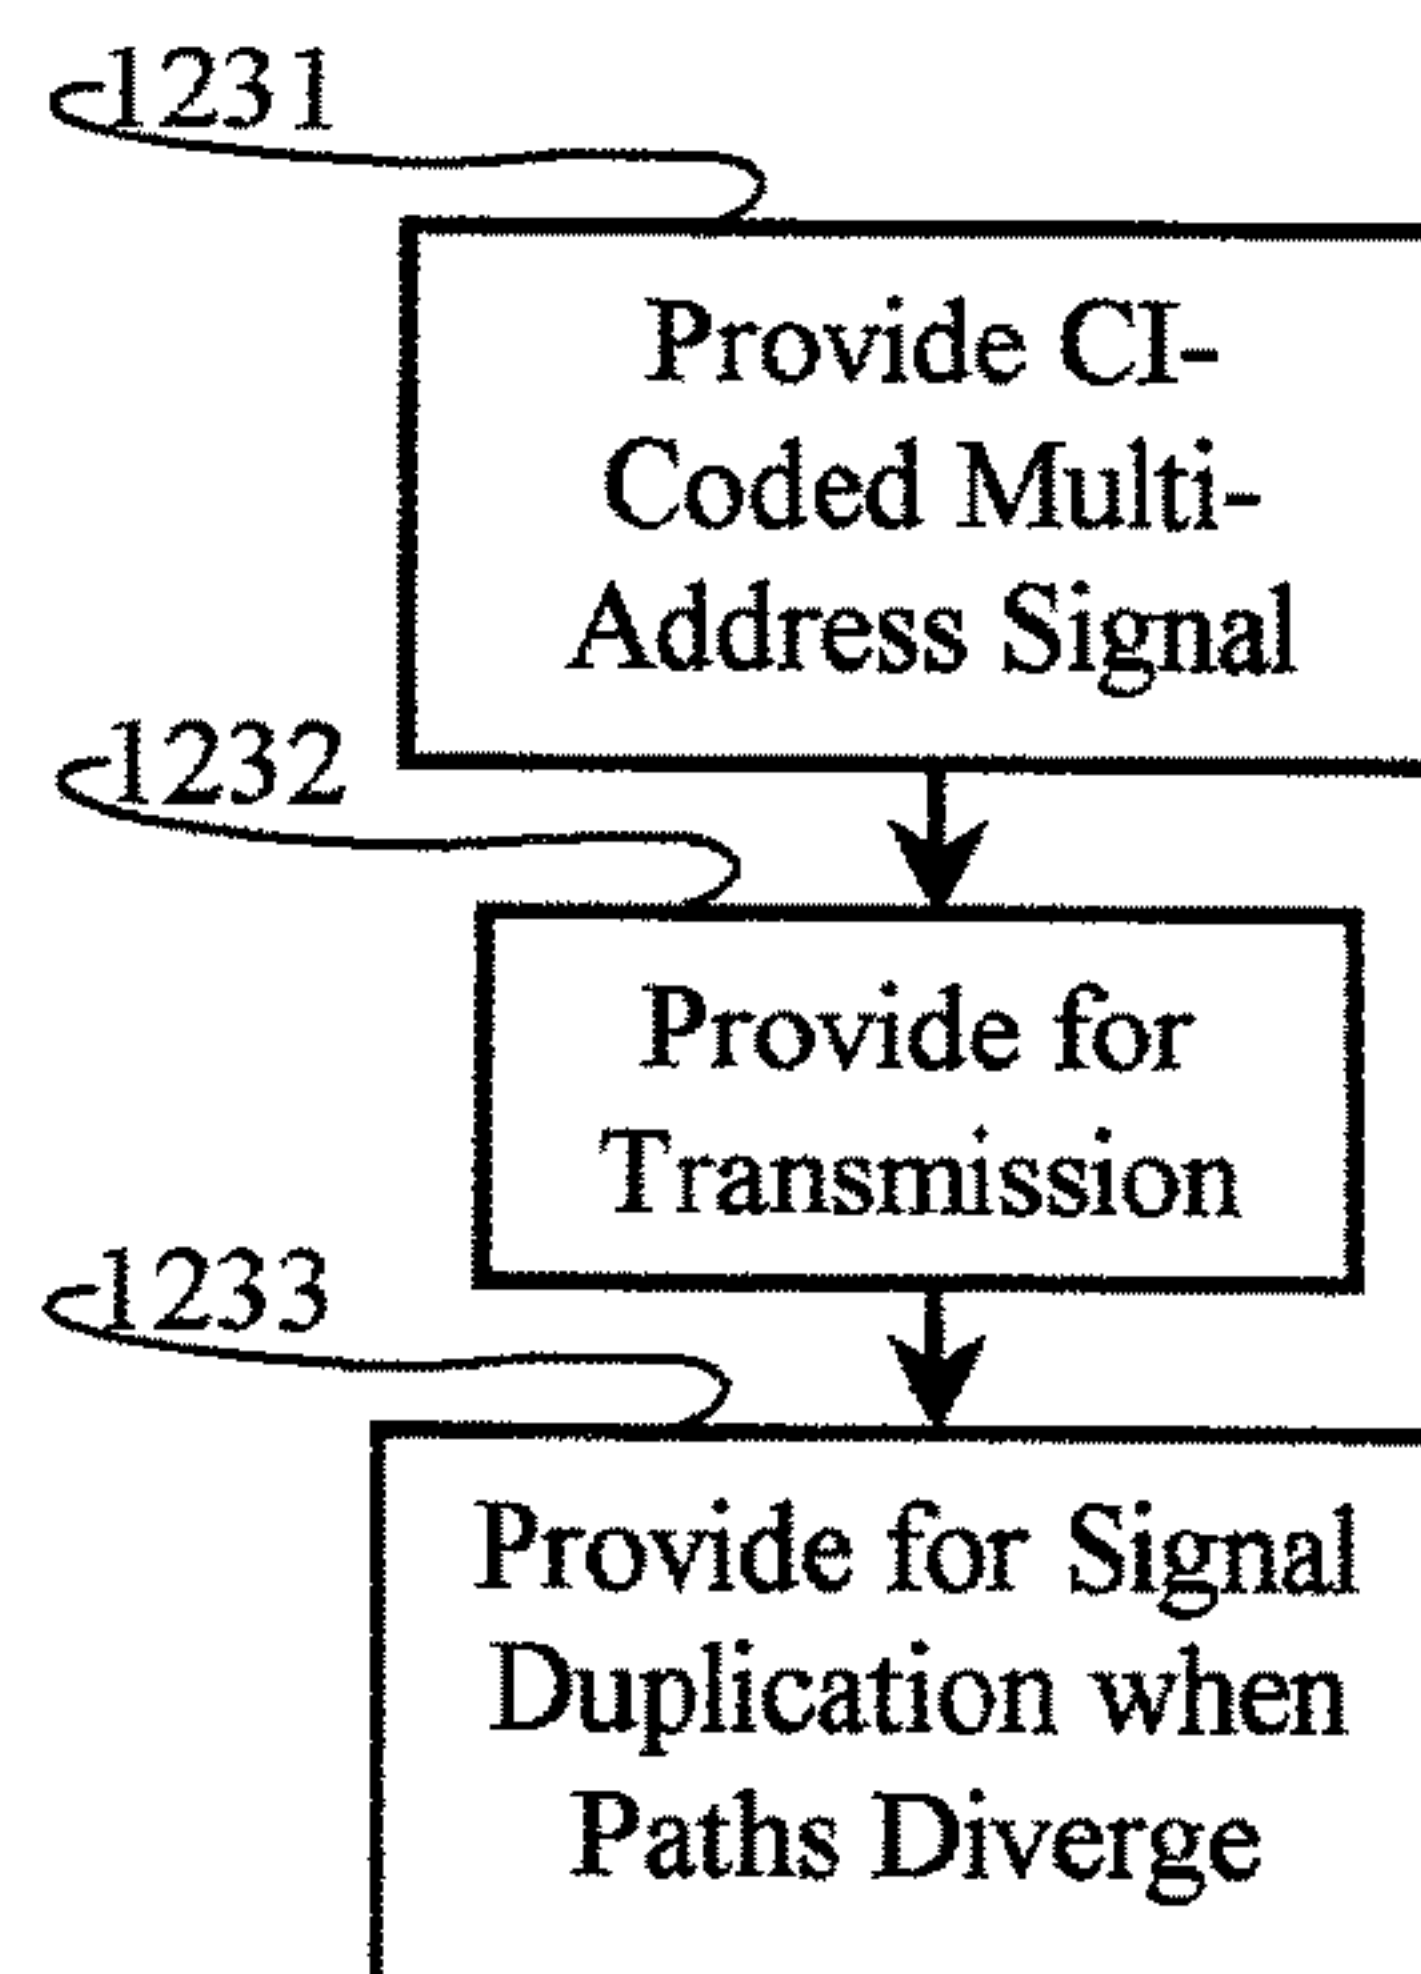 1231
Provide CI-
Coded Multi-
Address Signal
1232
Provide for
Transmission
1233
Provide for Signal
Duplication when
Paths Diverge